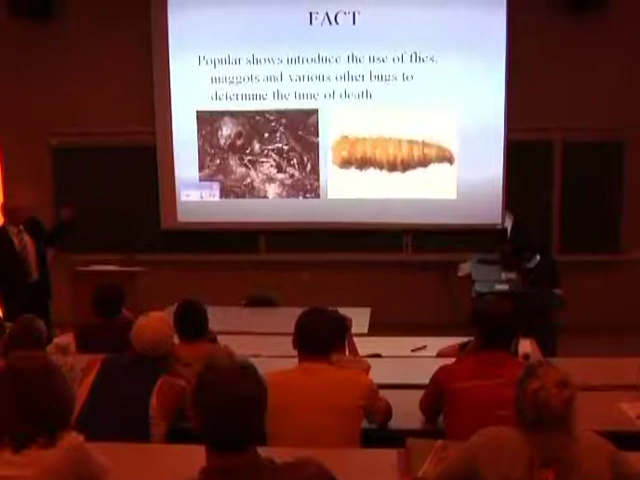 FACT
Popular shows introduce the use of flies,
maggots and various other bugs to
determine the time of death